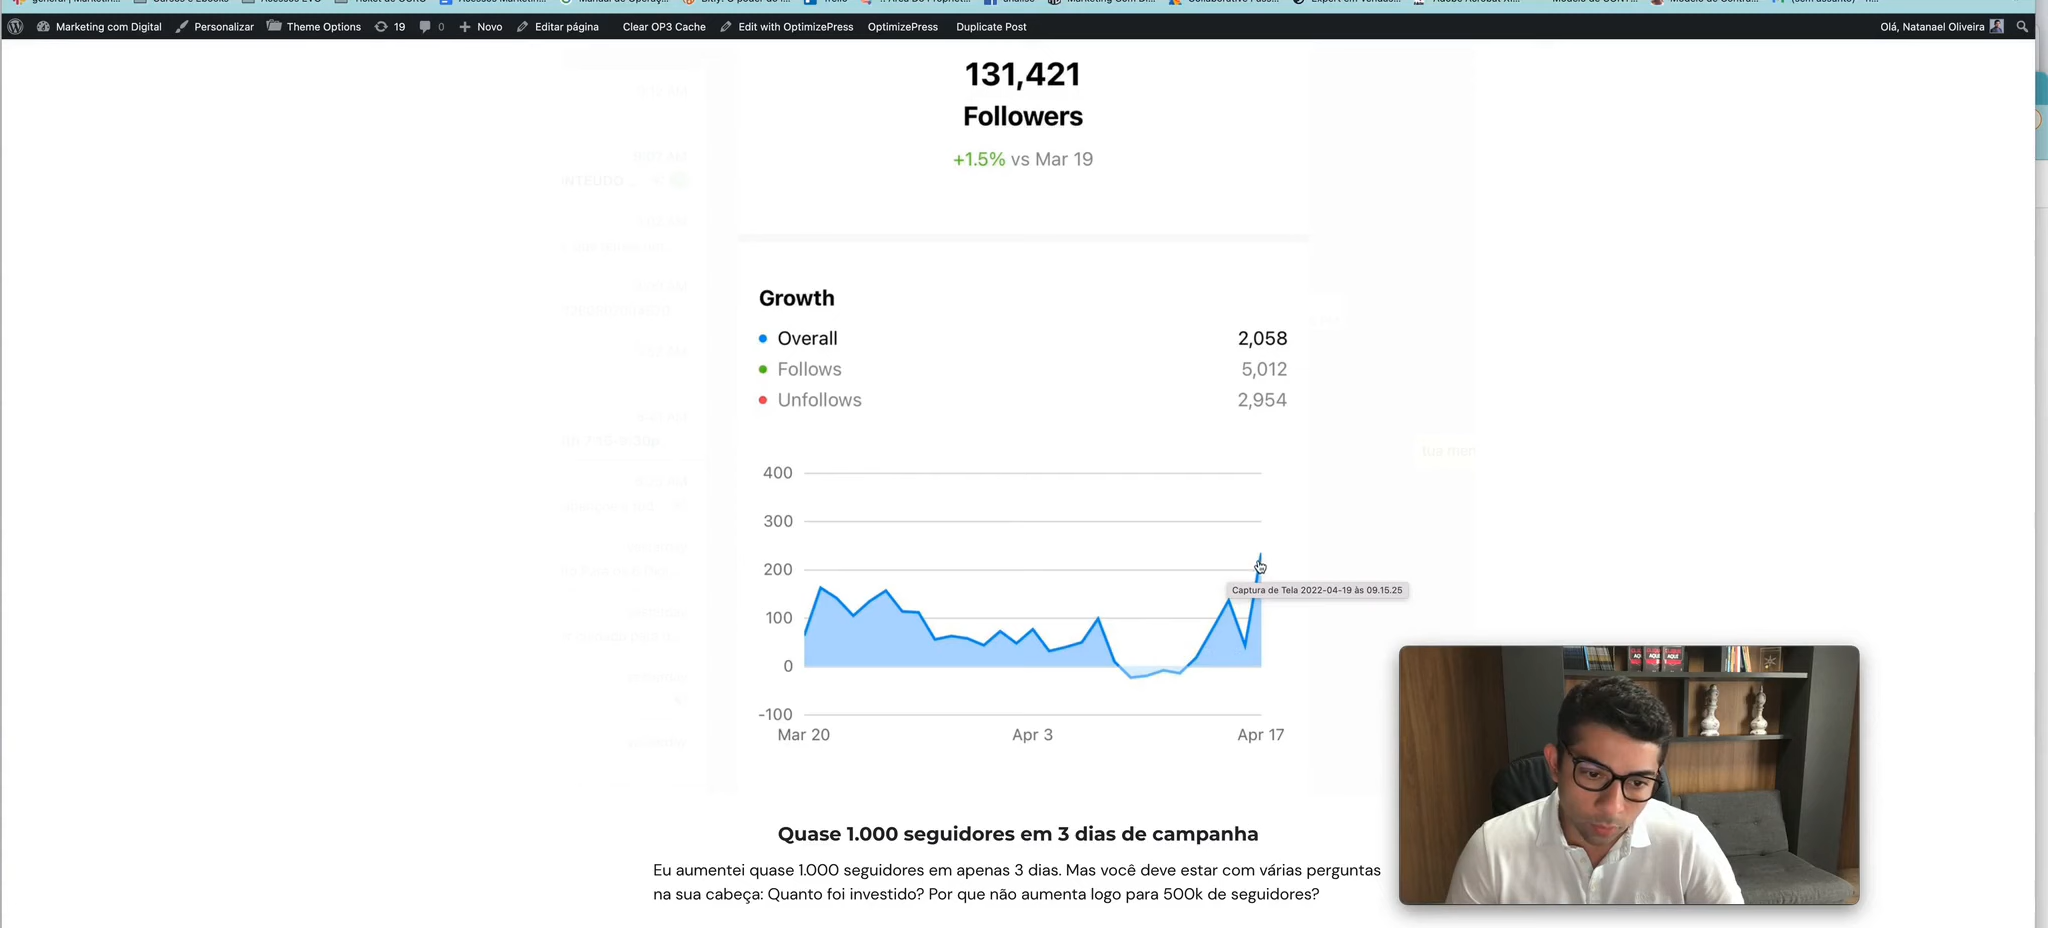 Marketing com Digital Personalizar Theme Options 19 0 Novo Editar página Clear OP3 Cache Edit with OptimizePress OptimizePress Duplicate Post Olá, Natanael Oliveira
131,421
Followers
+1.5% vs Mar 19
Growth
Overall 2,058
Follows 5,012
Unfollows 2,954
400
300
200
Captura de Tela 2022-04-19 às 09.15.25
100
0
-100
Mar 20 Apr 3 Apr 17
Quase 1.000 seguidores em 3 dias de campanha
Eu aumentei quase 1.000 seguidores em apenas 3 dias. Mas você deve estar com várias perguntas
na sua cabeça: Quanto foi investido? Por que não aumenta logo para 500k de seguidores?